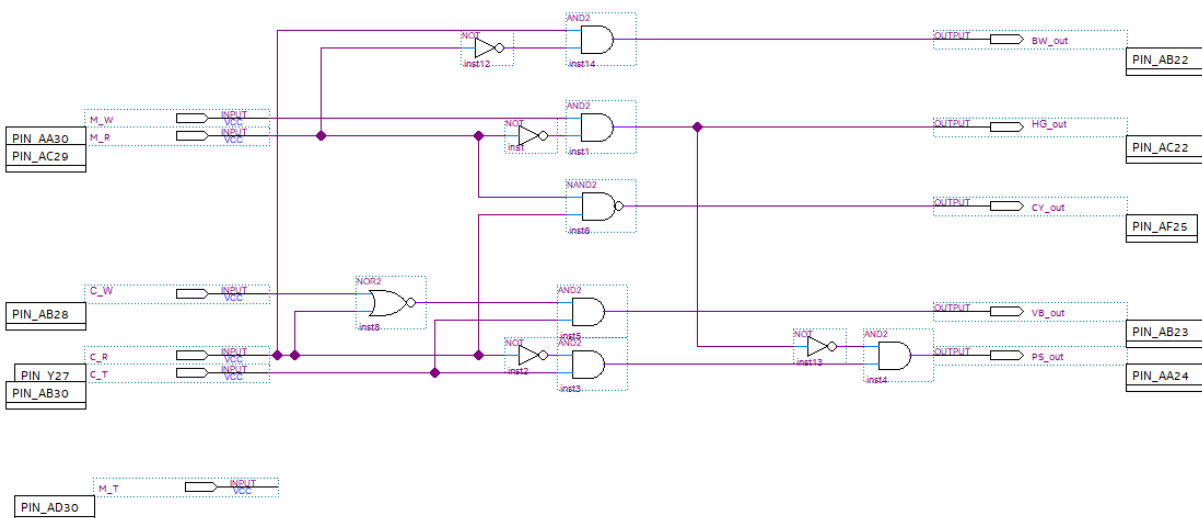 AND2
NOT
OUTPUT
BW_out
inst12
inst14
PIN_AB22
AND2
M_W
INPUT
VCC
NOT
OUTPUT
HG_out
PIN_AA30
M_R
INPUT
VCC
inst
inst1
PIN_AC29
PIN_AC22
NAND2
OUTPUT
CY_out
inst6
PIN_AF25
NOR2
C_W
INPUT
VCC
AND2
OUTPUT
VB_out
PIN_AB28
inst8
inst5
PIN_AB23
C_R
INPUT
VCC
NOT
AND2
NOT
AND2
OUTPUT
PS_out
PIN_Y27
C_T
INPUT
VCC
inst2
inst3
inst13
inst4
PIN_AA24
PIN_AB30
M_T
INPUT
VCC
PIN_AD30